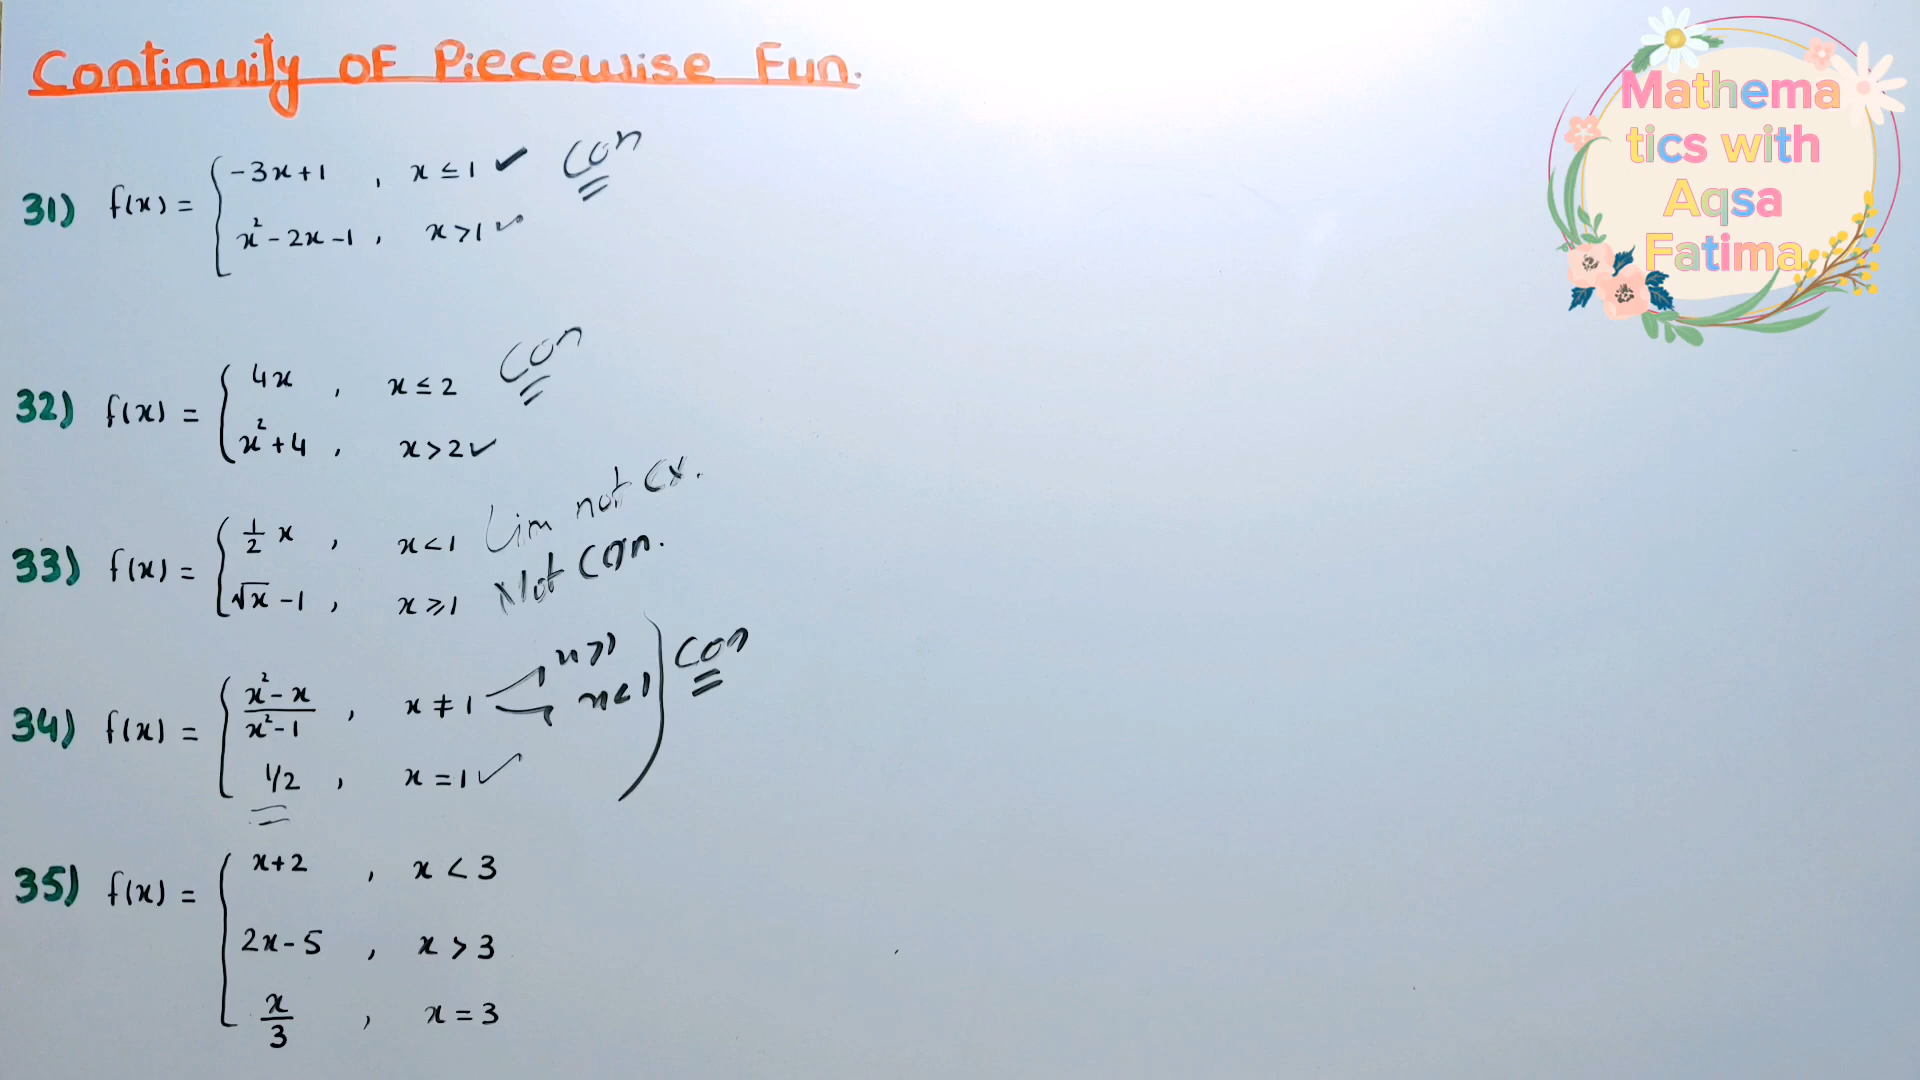 Continuity of Piecewise Fun.
Mathema
tics with
Aqsa
Fatima
31) f(x) = { -3x+1 , x ≤ 1 ✓ Con
x² - 2x - 1 , x > 1 ✓
32) f(x) = { 4x , x ≤ 2 Con
x² + 4 , x > 2 ✓
33) f(x) = { 1/2 x , x < 1 Lim not ex.
√x - 1 , x ≥ 1 Not con.
34) f(x) = { x² - x / x² - 1 , x ≠ 1 x > 1 x < 1 Con
1/2 , x = 1 ✓
35) f(x) = { x+2 , x < 3
2x - 5 , x > 3
x/3 , x = 3